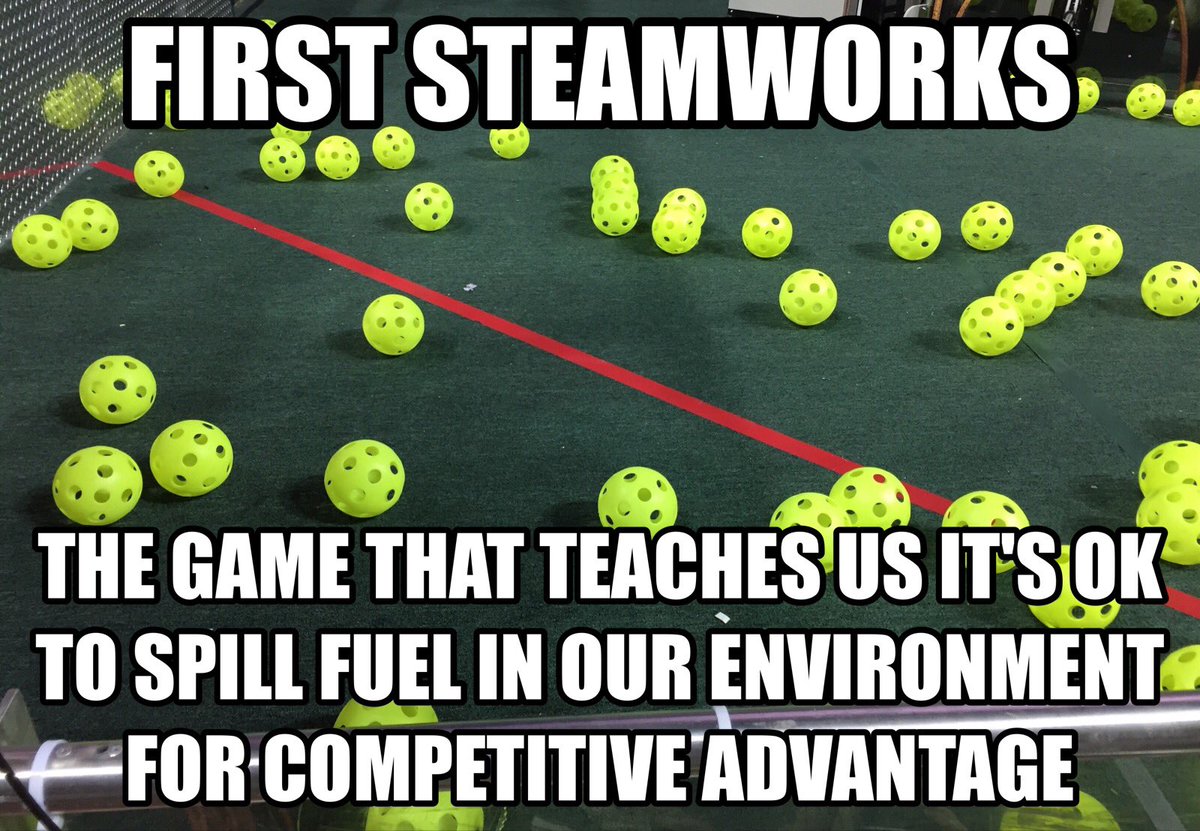 FIRST STEAMWORKS
THE GAME THAT TEACHES US IT'S OK
TO SPILL FUEL IN OUR ENVIRONMENT
FOR COMPETITIVE ADVANTAGE